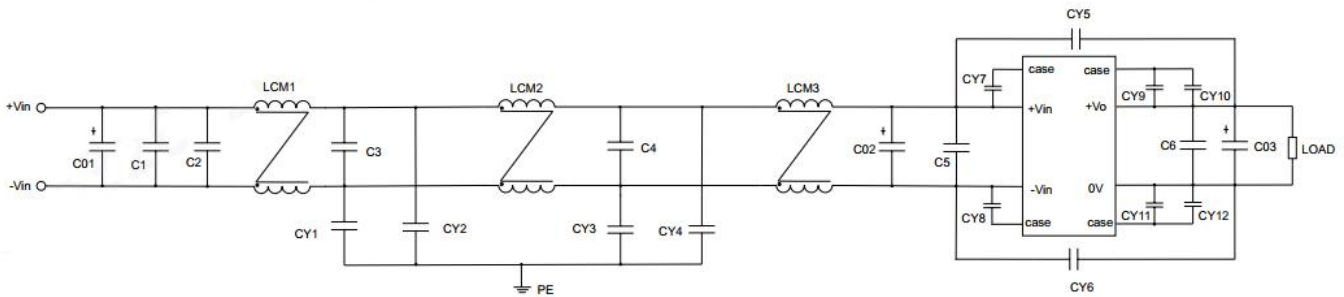 CY5
LCM1
LCM2
LCM3
CY7
case
case
CY9
CY10
+Vin
+Vin
+Vo
C01
C1
C2
C3
C4
C02
C5
C6
C03
LOAD
-Vin
-Vin
0V
CY8
case
case
CY11
CY12
CY1
CY2
CY3
CY4
PE
CY6